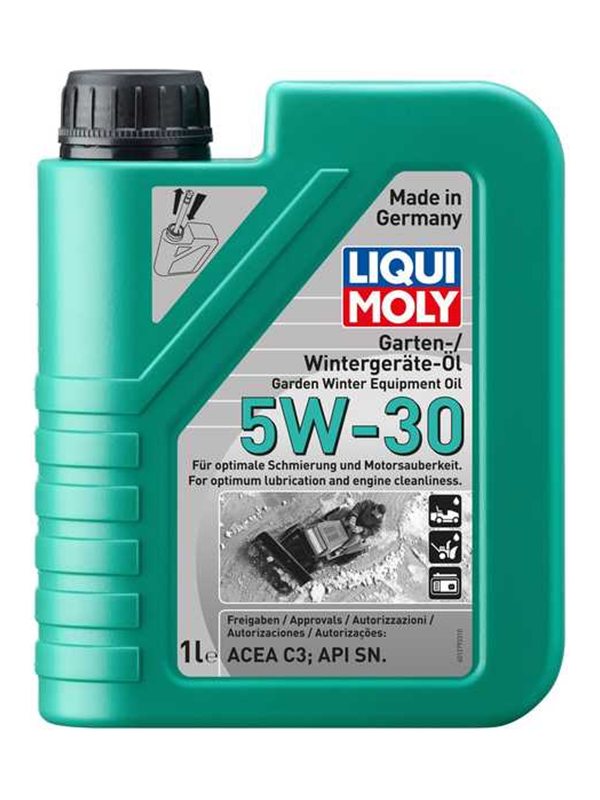 Made in
Germany
LIQUI
MOLY
Garten-/
Wintergeräte-Öl
Garden Winter Equipment Oil
5W-30
Für optimale Schmierung und Motorsauberkeit.
For optimum lubrication and engine cleanliness.
Freigaben / Approvals / Autorizzazioni /
Autorizaciones / Autorizações:
1L℮ ACEA C3; API SN.